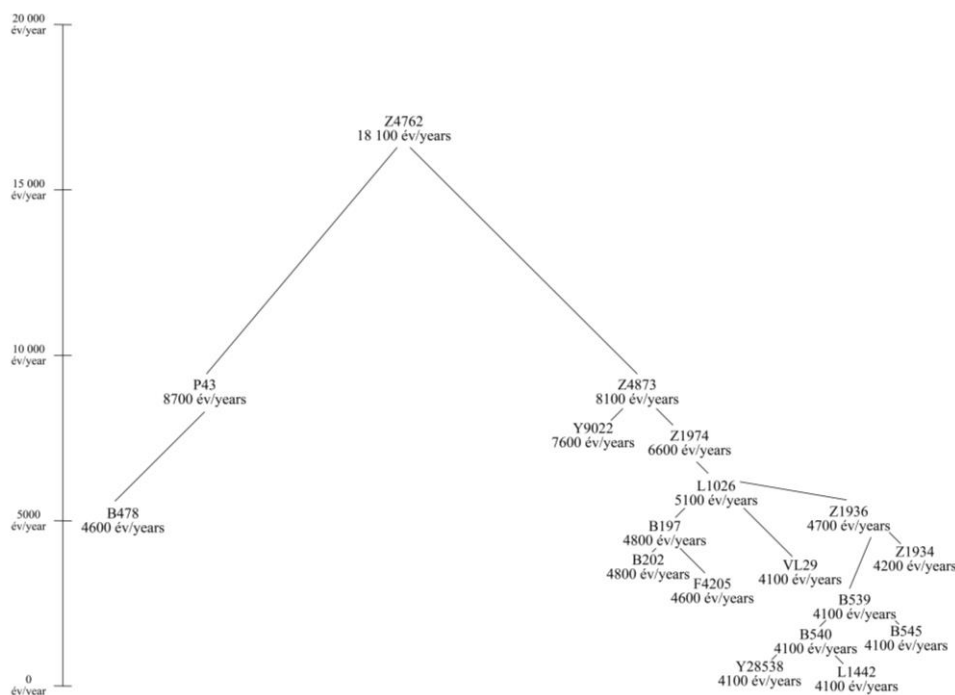 20 000
év/year
Z4762
18 100 év/years
15 000
év/year
10 000
év/year
P43
8700 év/years
Z4873
8100 év/years
Y9022
7600 év/years
Z1974
6600 év/years
L1026
5100 év/years
B478
4600 év/years
5000
év/year
Z1936
4700 év/years
B197
4800 év/years
Z1934
4200 év/years
B202
4800 év/years
VL29
4100 év/years
F4205
4600 év/years
B539
4100 év/years
B540
4100 év/years
B545
4100 év/years
Y28538
4100 év/years
L1442
4100 év/years
0
év/year